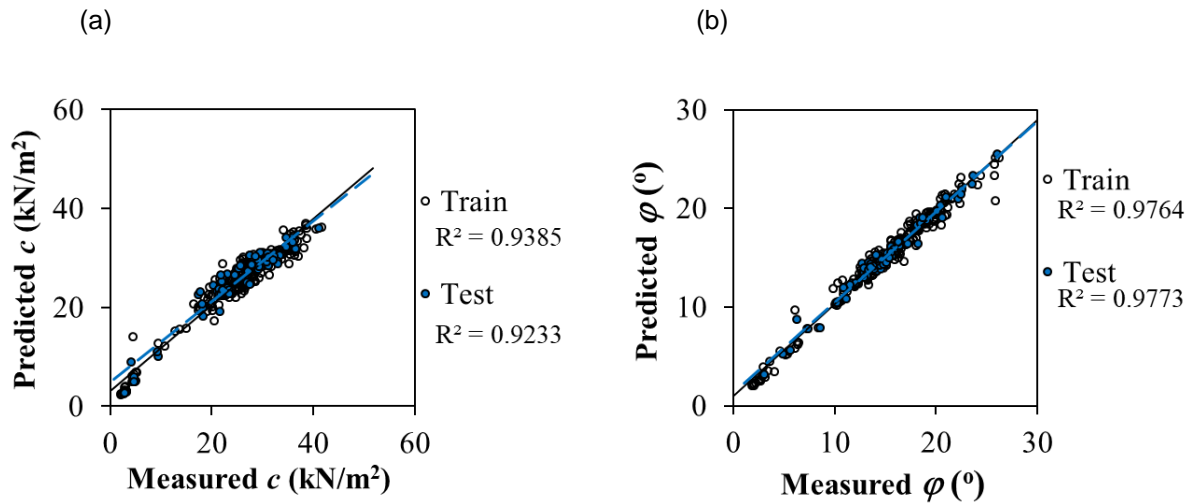 (a)
60
40
20
0
Predicted c (kN/m²)
0 20 40 60
Measured c (kN/m²)
Train
R² = 0.9385
Test
R² = 0.9233
(b)
30
20
10
0
Predicted φ (º)
0 10 20 30
Measured φ (º)
Train
R² = 0.9764
Test
R² = 0.9773